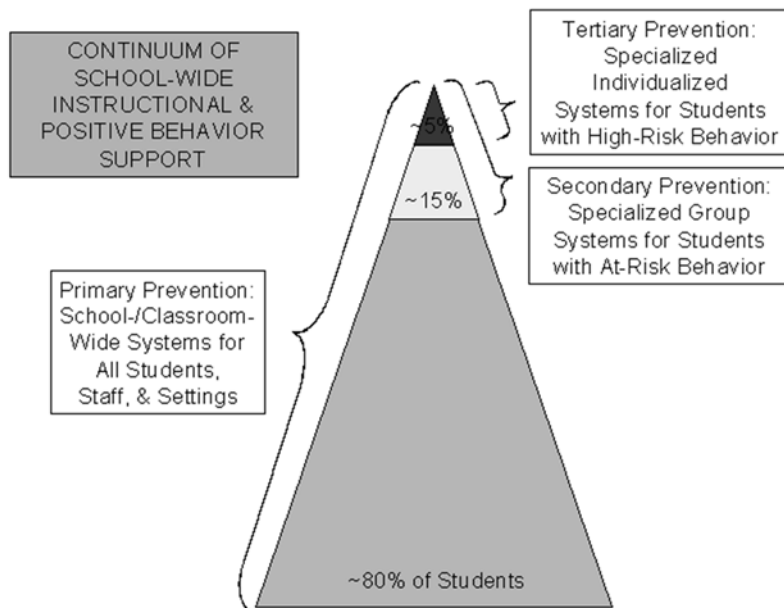 CONTINUUM OF
SCHOOL-WIDE
INSTRUCTIONAL &
POSITIVE BEHAVIOR
SUPPORT
Tertiary Prevention:
Specialized
Individualized
Systems for Students
with High-Risk Behavior
~5%
~15%
Secondary Prevention:
Specialized Group
Systems for Students
with At-Risk Behavior
Primary Prevention:
School-/Classroom-
Wide Systems for
All Students,
Staff, & Settings
~80% of Students